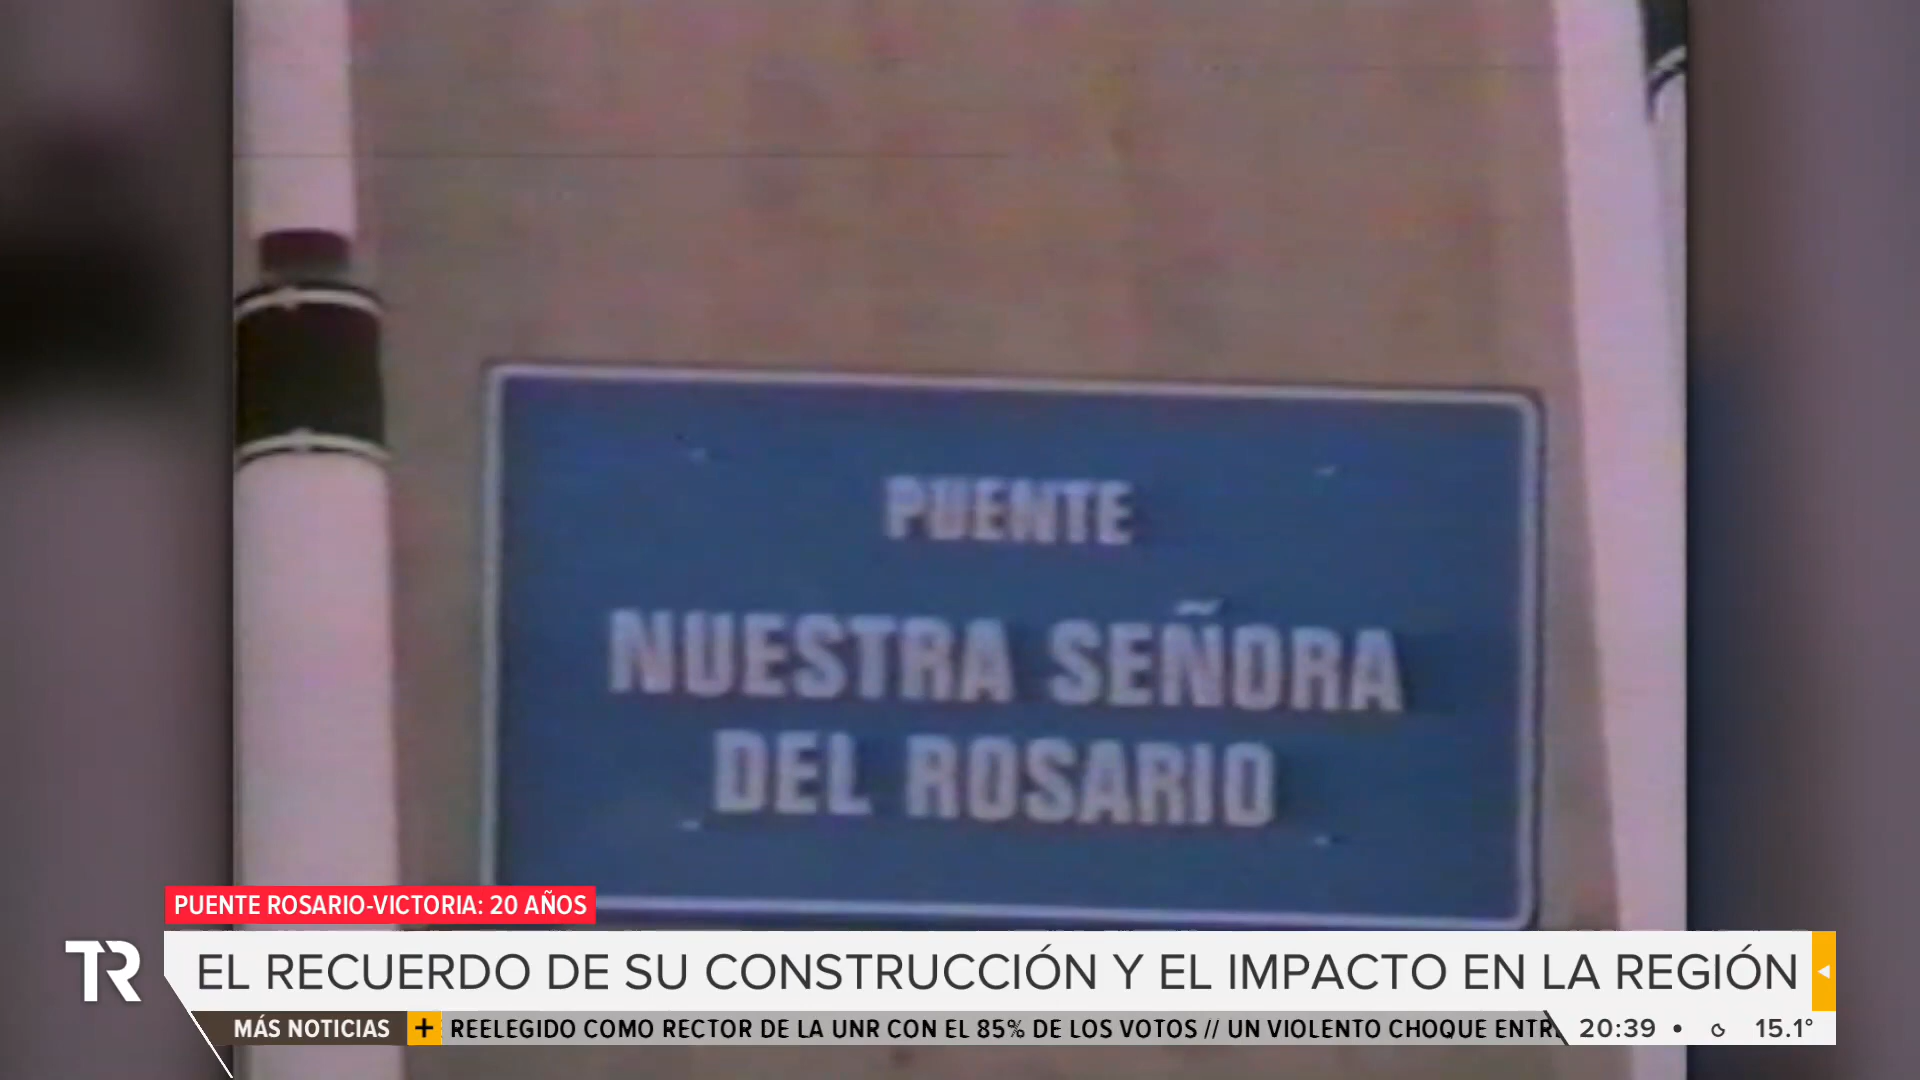 PUENTE
NUESTRA SEÑORA
DEL ROSARIO
PUENTE ROSARIO-VICTORIA: 20 AÑOS
TR
EL RECUERDO DE SU CONSTRUCCIÓN Y EL IMPACTO EN LA REGIÓN
MÁS NOTICIAS + REELEGIDO COMO RECTOR DE LA UNR CON EL 85% DE LOS VOTOS // UN VIOLENTO CHOQUE ENTR
20:39 • 15.1°